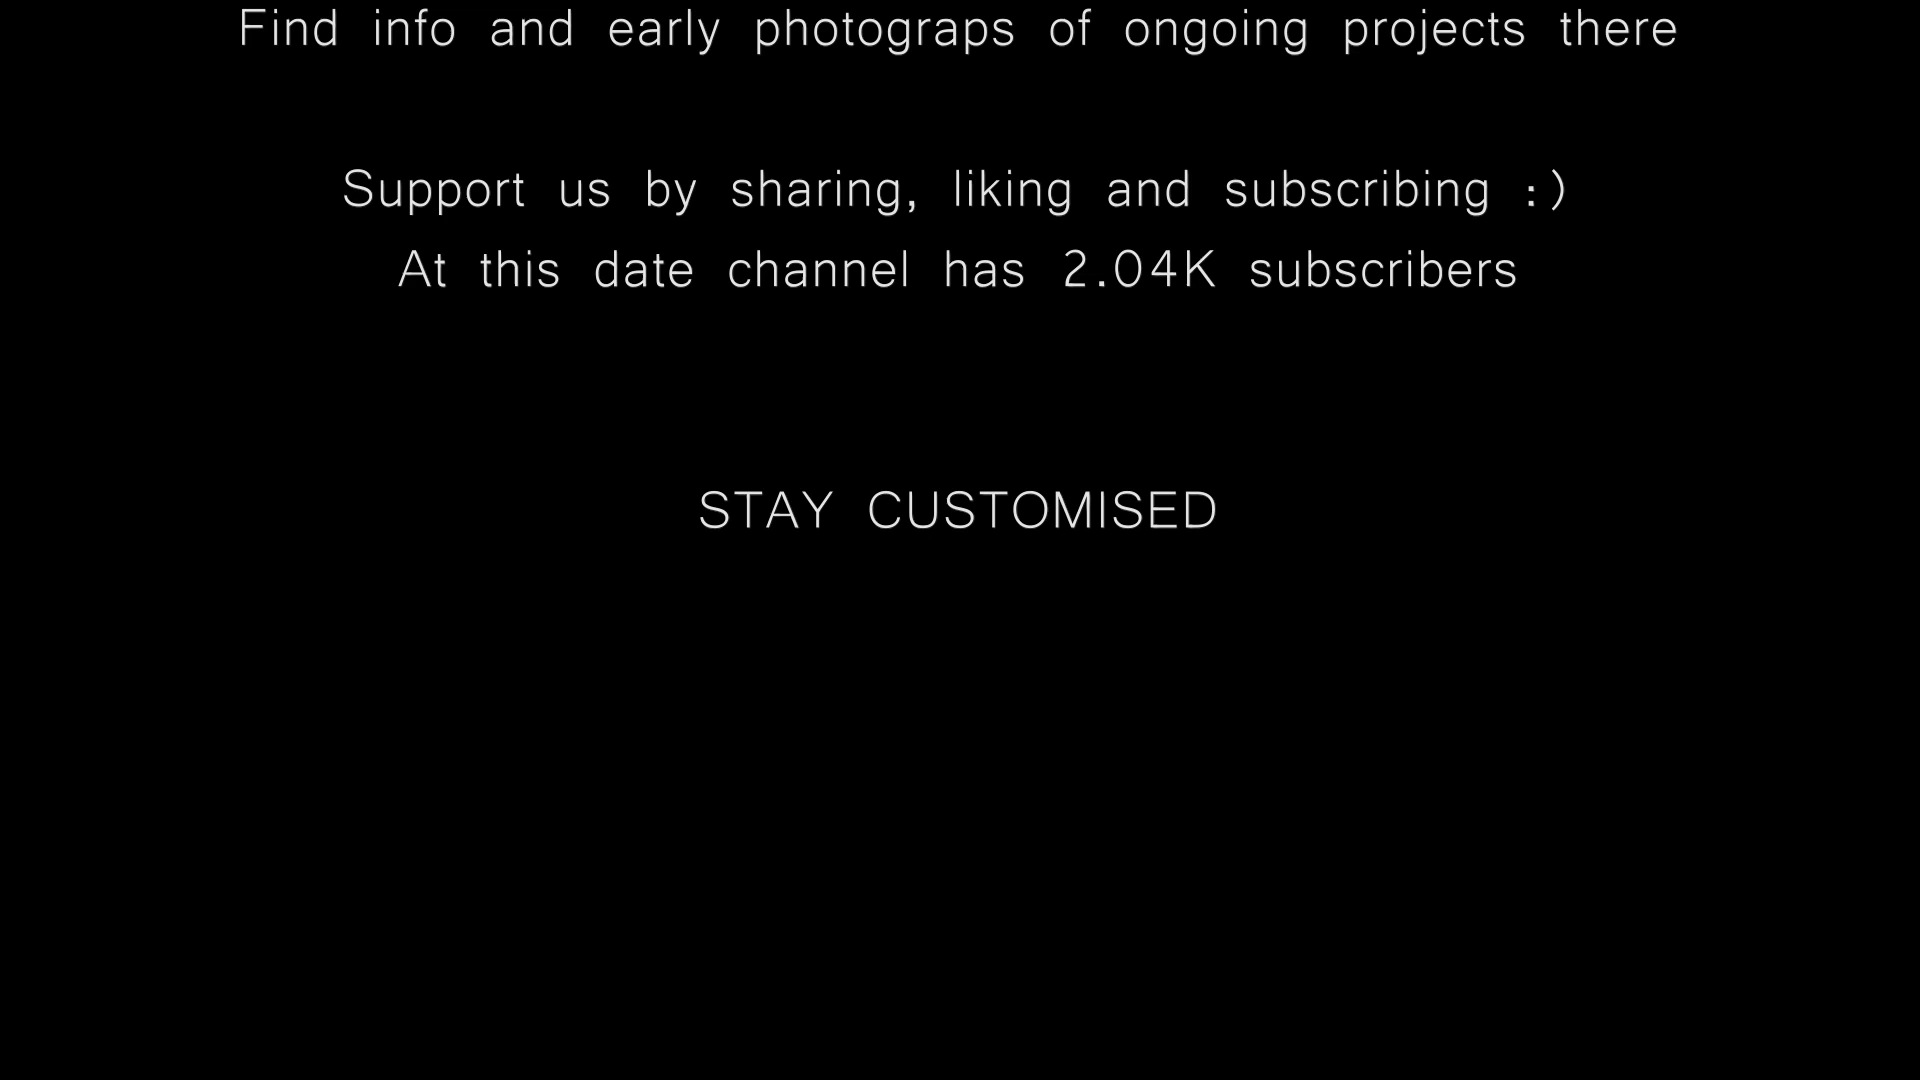 Find info and early photograps of ongoing projects there
Support us by sharing, liking and subscribing :)
At this date channel has 2.04K subscribers
STAY CUSTOMISED